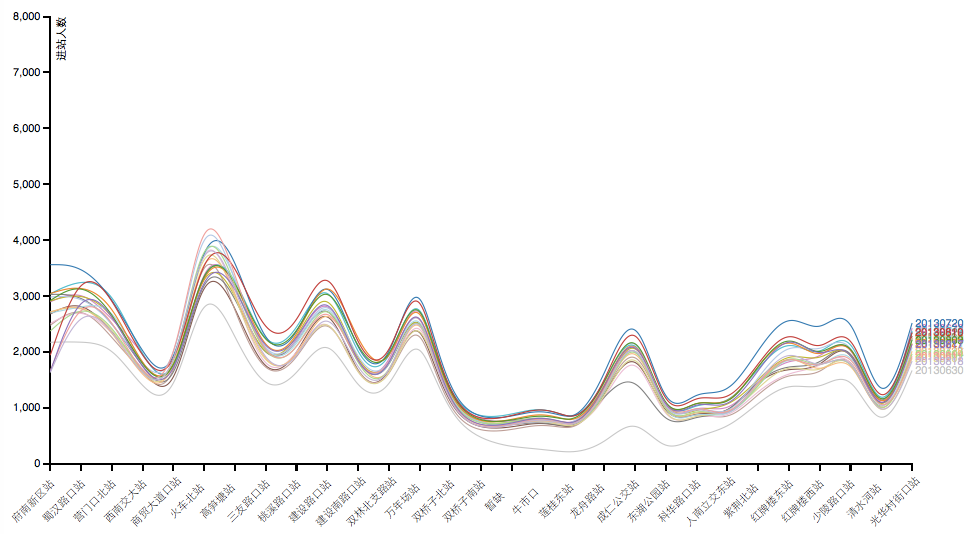 8,000
进站人数
7,000
6,000
5,000
4,000
3,000
2,000
1,000
0
府南新区站
蜀汉路口站
营门口北站
西南交大站
商贸大道口站
火车北站
高笋塘站
三友路口站
桃溪路口站
建设路口站
建设南路口站
双林北支路站
万年场站
双桥子北站
双桥子南站
暂缺
牛市口
莲桂东站
龙舟路站
成仁公交站
东湖公园站
科华路口站
人南立交东站
紫荆北站
红牌楼东站
红牌楼西站
少陵路口站
清水河站
光华村街口站
20130720
20130630